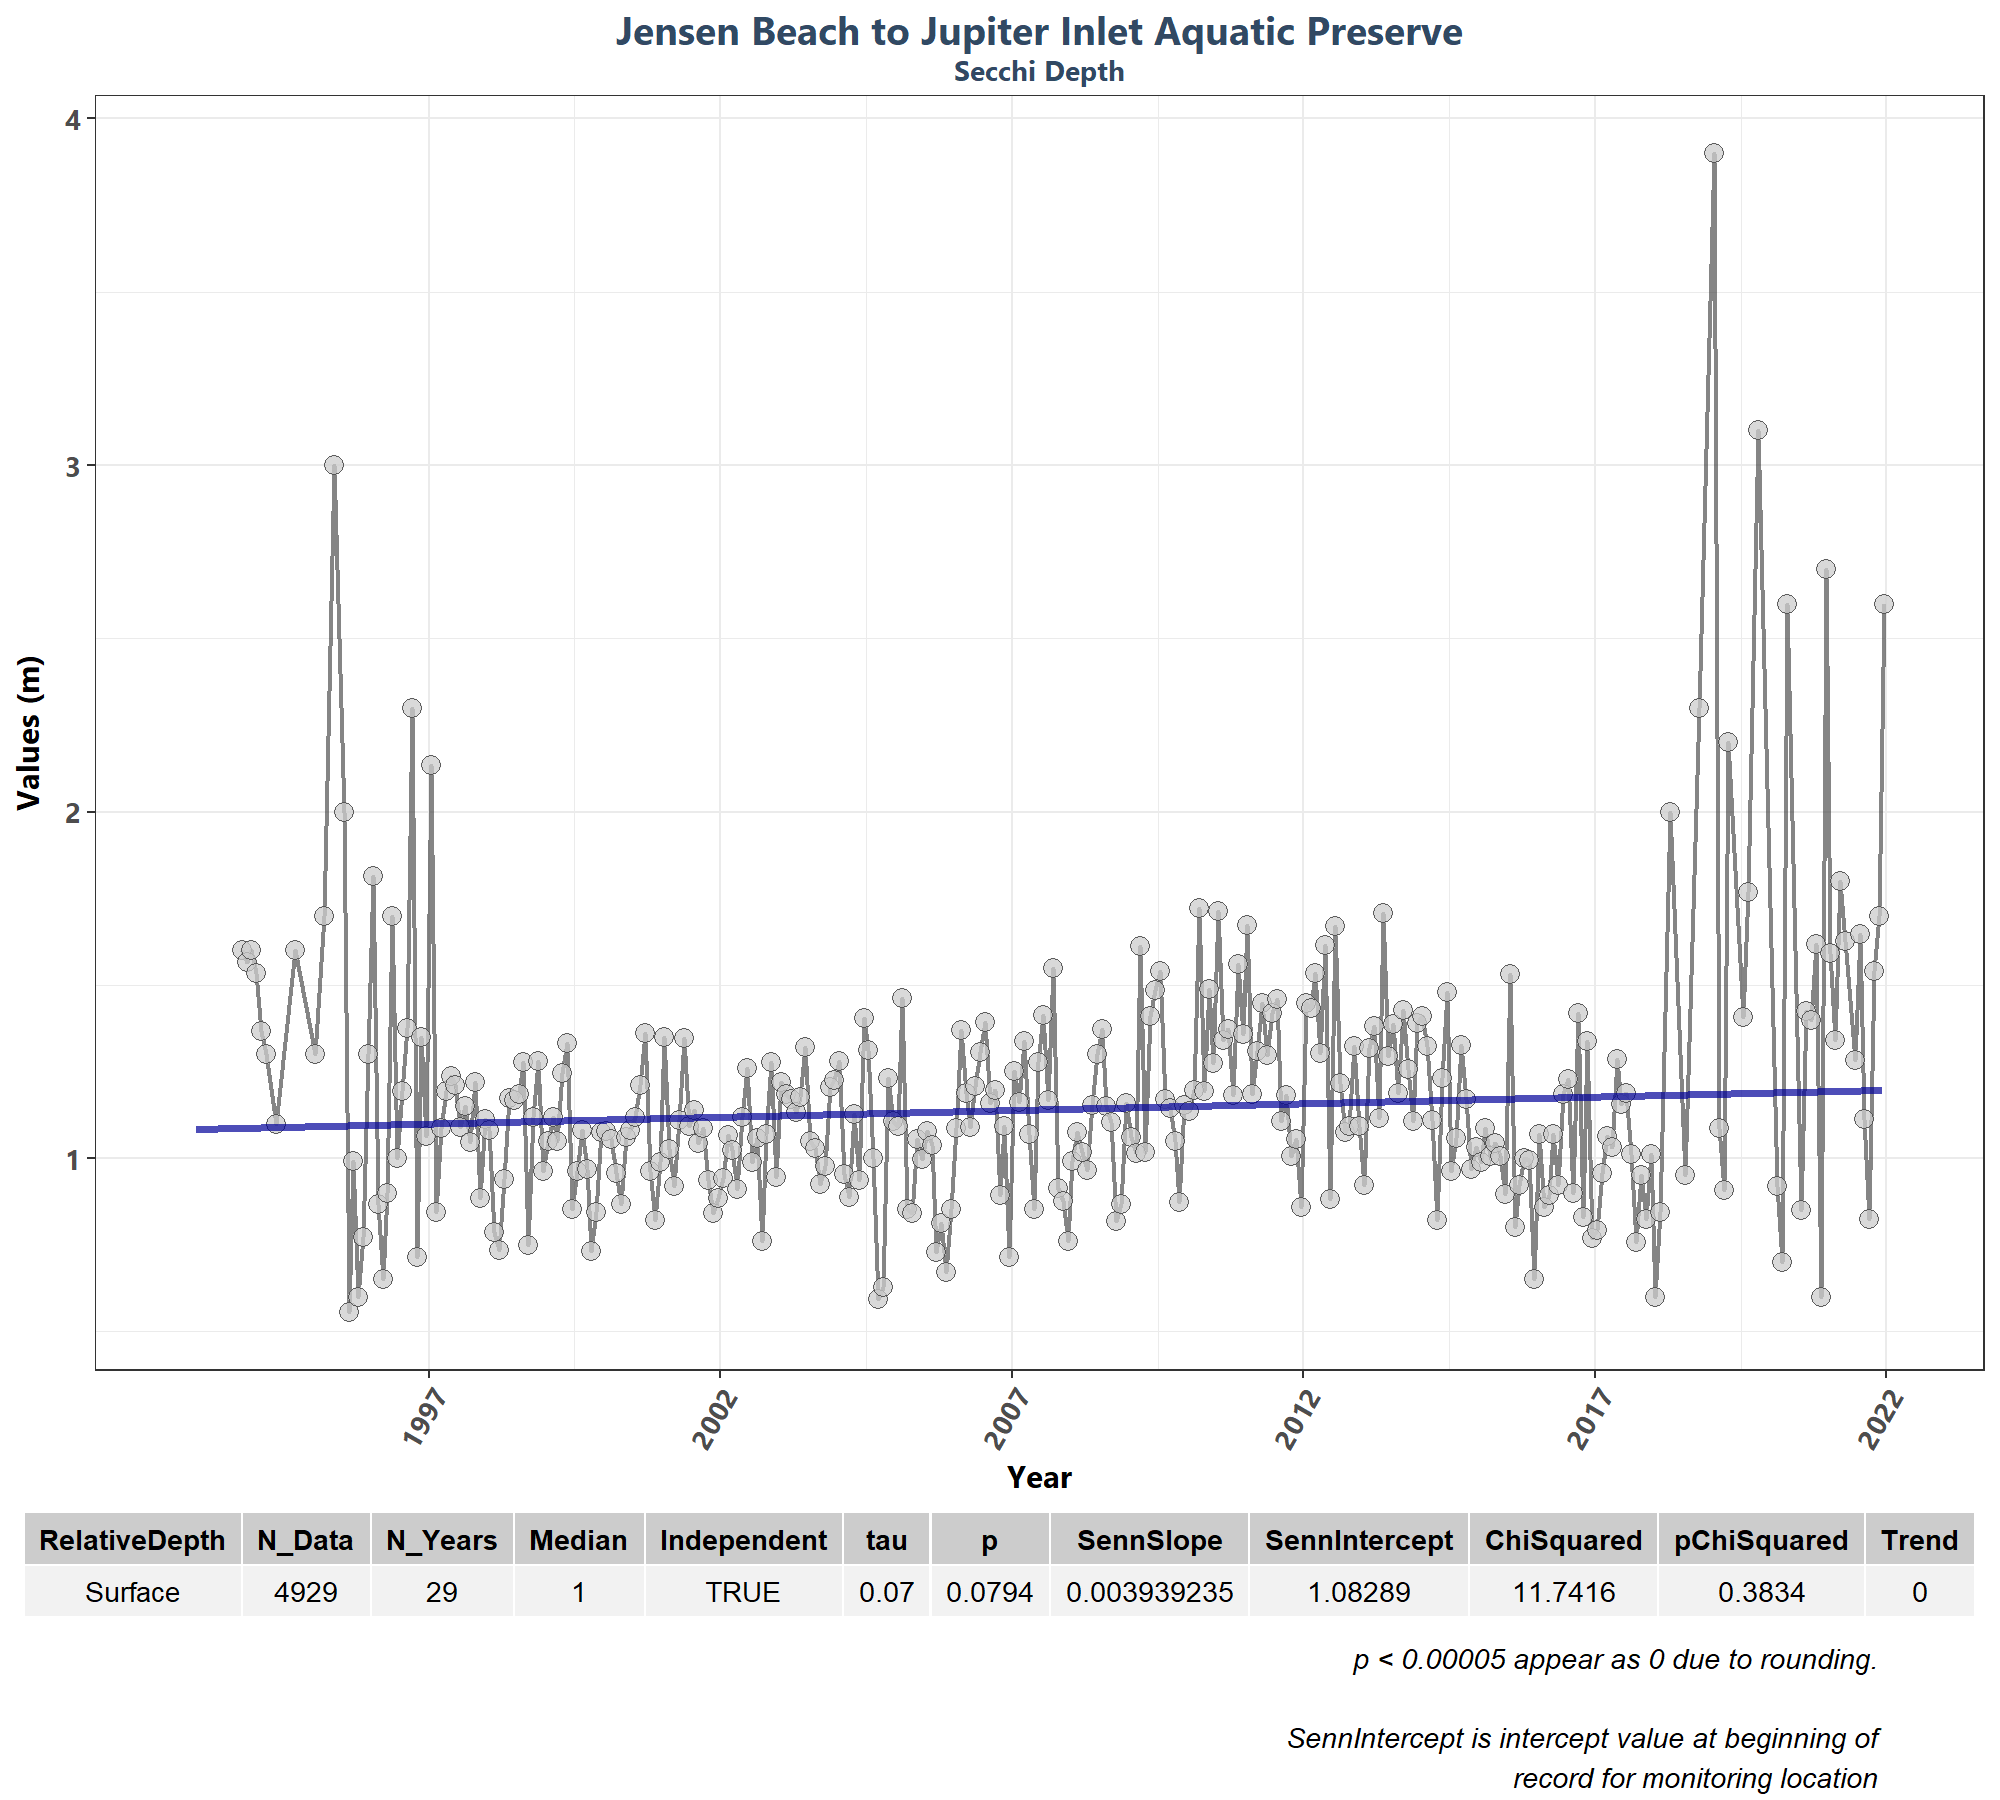 Jensen Beach to Jupiter Inlet Aquatic Preserve
Secchi Depth
4
3
2
1
Values (m)
1997 2002 2007 2012 2017 2022
Year
RelativeDepth N_Data N_Years Median Independent tau p SennSlope SennIntercept ChiSquared pChiSquared Trend
Surface 4929 29 1 TRUE 0.07 0.0794 0.003939235 1.08289 11.7416 0.3834 0
p < 0.00005 appear as 0 due to rounding.
SennIntercept is intercept value at beginning of
record for monitoring location